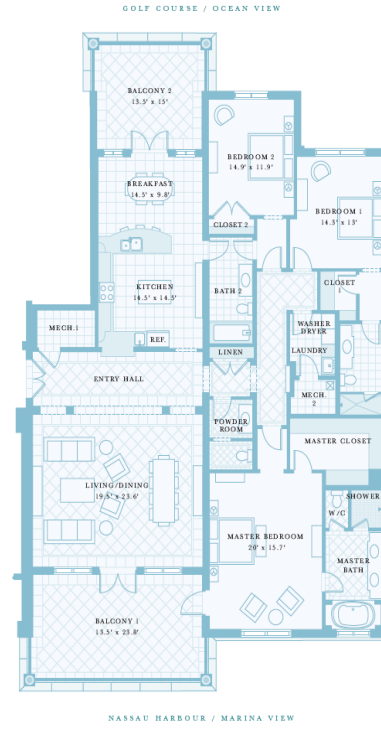 GOLF COURSE / OCEAN VIEW
BALCONY 2
13.5' x 15'
BEDROOM 2
14.9' x 11.9'
BREAKFAST
14.5' x 9.8'
BEDROOM 1
14.3' x 13'
CLOSET 2
KITCHEN
14.5' x 14.3'
BATH 2
CLOSET
1
MECH.1
REF.
WASHER
DRYER
LAUNDRY
LINEN
ENTRY HALL
MECH.
2
POWDER
ROOM
MASTER CLOSET
LIVING/DINING
19.5' x 23.6'
SHOWER
W/C
MASTER BEDROOM
20' x 15.7'
MASTER
BATH
BALCONY 1
13.5' x 23.8'
NASSAU HARBOUR / MARINA VIEW